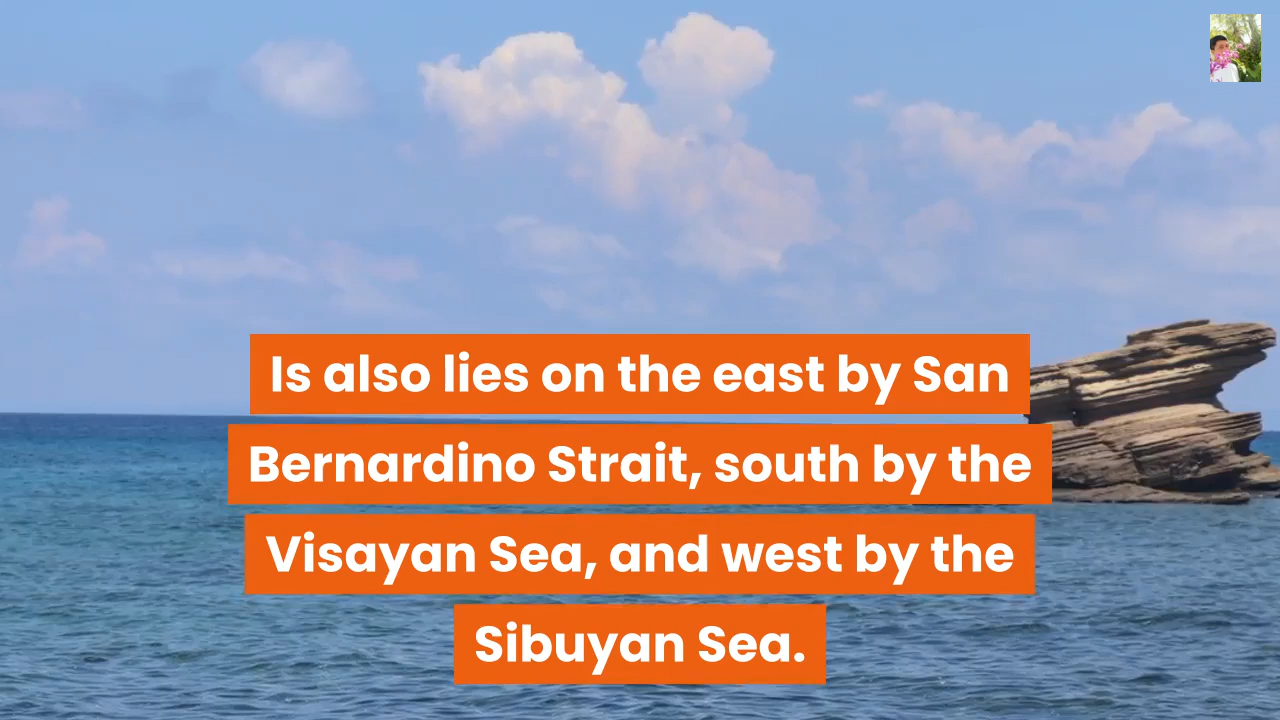 Is also lies on the east by San
Bernardino Strait, south by the
Visayan Sea, and west by the
Sibuyan Sea.